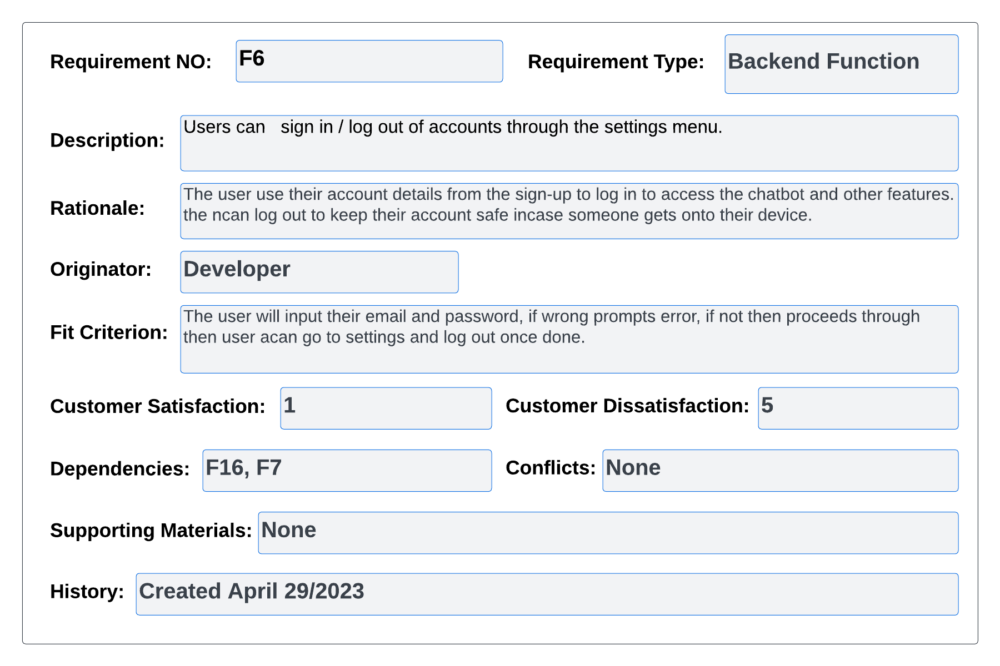 Requirement NO: F6 Requirement Type: Backend Function
Description: Users can   sign in / log out of accounts through the settings menu.
Rationale: The user use their account details from the sign-up to log in to access the chatbot and other features.
the ncan log out to keep their account safe incase someone gets onto their device.
Originator: Developer
Fit Criterion: The user will input their email and password, if wrong prompts error, if not then proceeds through
then user acan go to settings and log out once done.
Customer Satisfaction: 1 Customer Dissatisfaction: 5
Dependencies: F16, F7 Conflicts: None
Supporting Materials: None
History: Created April 29/2023